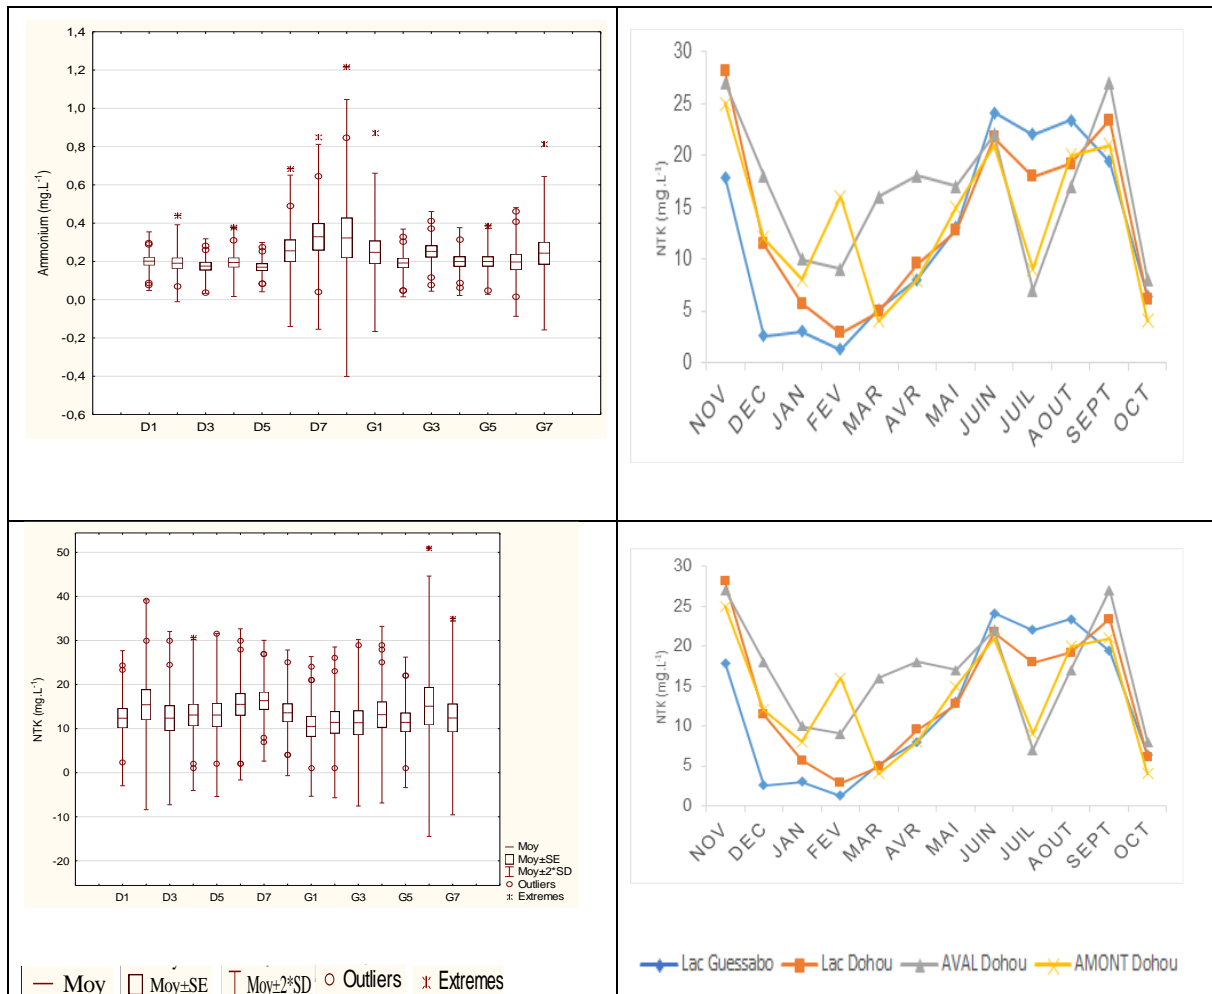 1,4
1,2
1,0
0,8
0,6
0,4
0,2
0,0
-0,2
-0,4
-0,6
Ammonium (mg.L⁻¹)
D1 D3 D5 D7 G1 G3 G5 G7
30
25
20
15
10
5
0
NTK (mg.L⁻¹)
NOV DEC JAN FEV MAR AVR MAI JUIN JUIL AOUT SEPT OCT
50
40
30
20
10
0
-10
-20
NTK (mg.L⁻¹)
D1 D3 D5 D7 G1 G3 G5 G7
Moy
Moy±SE
Moy±2*SD
Outliers
Extremes
30
25
20
15
10
5
0
NTK (mg.L⁻¹)
NOV DEC JAN FEV MAR AVR MAI JUIN JUIL AOUT SEPT OCT
Moy Moy±SE Moy±2*SD Outliers Extremes
Lac Guessabo Lac Dohou AVAL Dohou AMONT Dohou